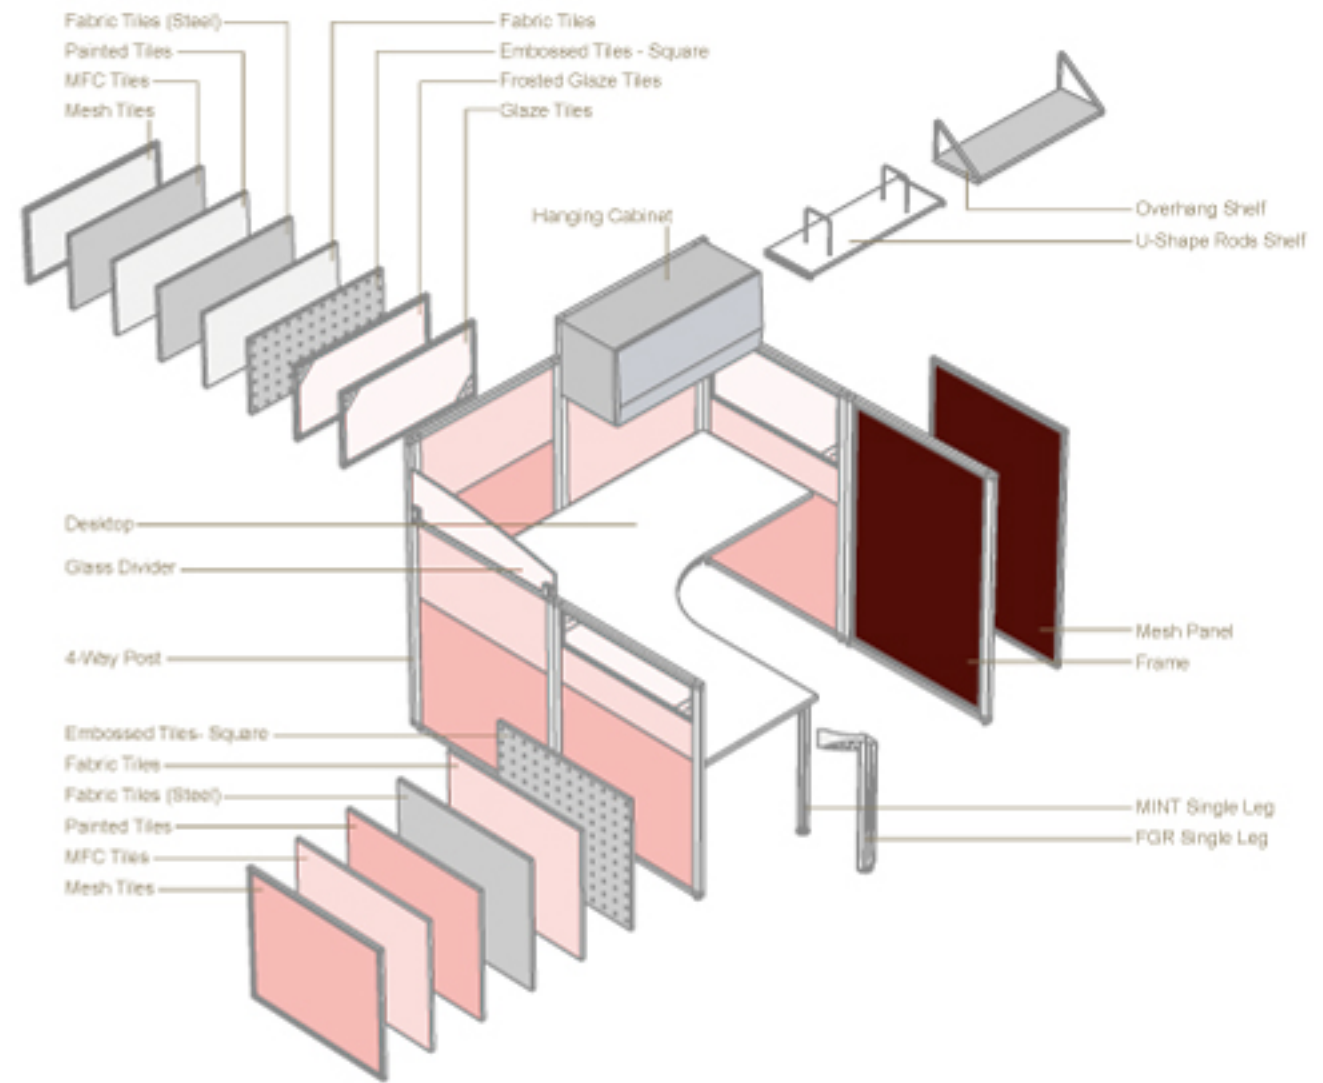 Fabric Tiles (Steel)
Painted Tiles
MFC Tiles
Mesh Tiles
Fabric Tiles
Embossed Tiles - Square
Frosted Glaze Tiles
Glaze Tiles
Hanging Cabinet
Overhang Shelf
U-Shape Rods Shelf
Desktop
Glass Divider
4-Way Post
Mesh Panel
Frame
Embossed Tiles- Square
Fabric Tiles
Fabric Tiles (Steel)
Painted Tiles
MFC Tiles
Mesh Tiles
MINT Single Leg
FGR Single Leg